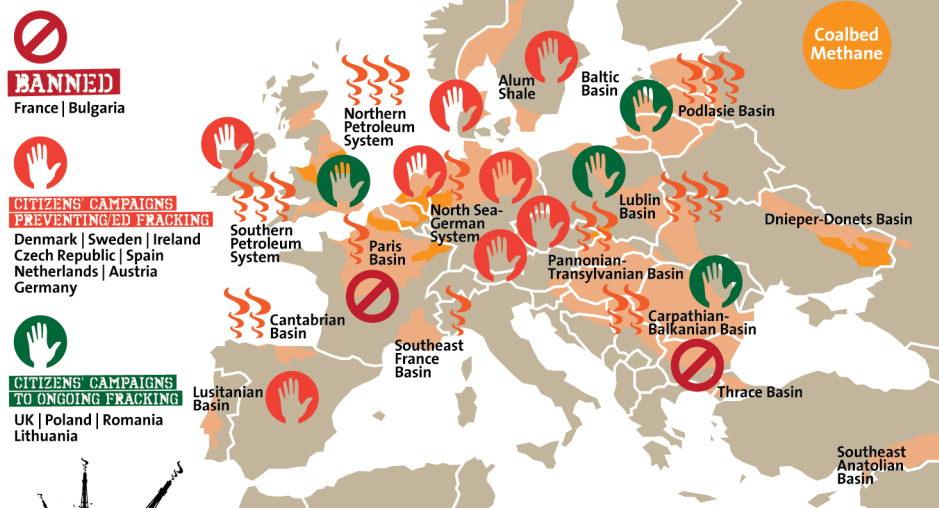 BANNED
France | Bulgaria
CITIZENS' CAMPAIGNS
PREVENTING/ED FRACKING
Denmark | Sweden | Ireland
Czech Republic | Spain
Netherlands | Austria
Germany
CITIZENS' CAMPAIGNS
TO ONGOING FRACKING
UK | Poland | Romania
Lithuania
Coalbed
Methane
Alum
Shale
Baltic
Basin
Podlasie Basin
Northern
Petroleum
System
Southern
Petroleum
System
North Sea-
German
System
Lublin
Basin
Dnieper-Donets Basin
Paris
Basin
Pannonian-
Transylvanian Basin
Cantabrian
Basin
Carpathian-
Balkanian Basin
Southeast
France
Basin
Lusitanian
Basin
Thrace Basin
Southeast
Anatolian
Basin